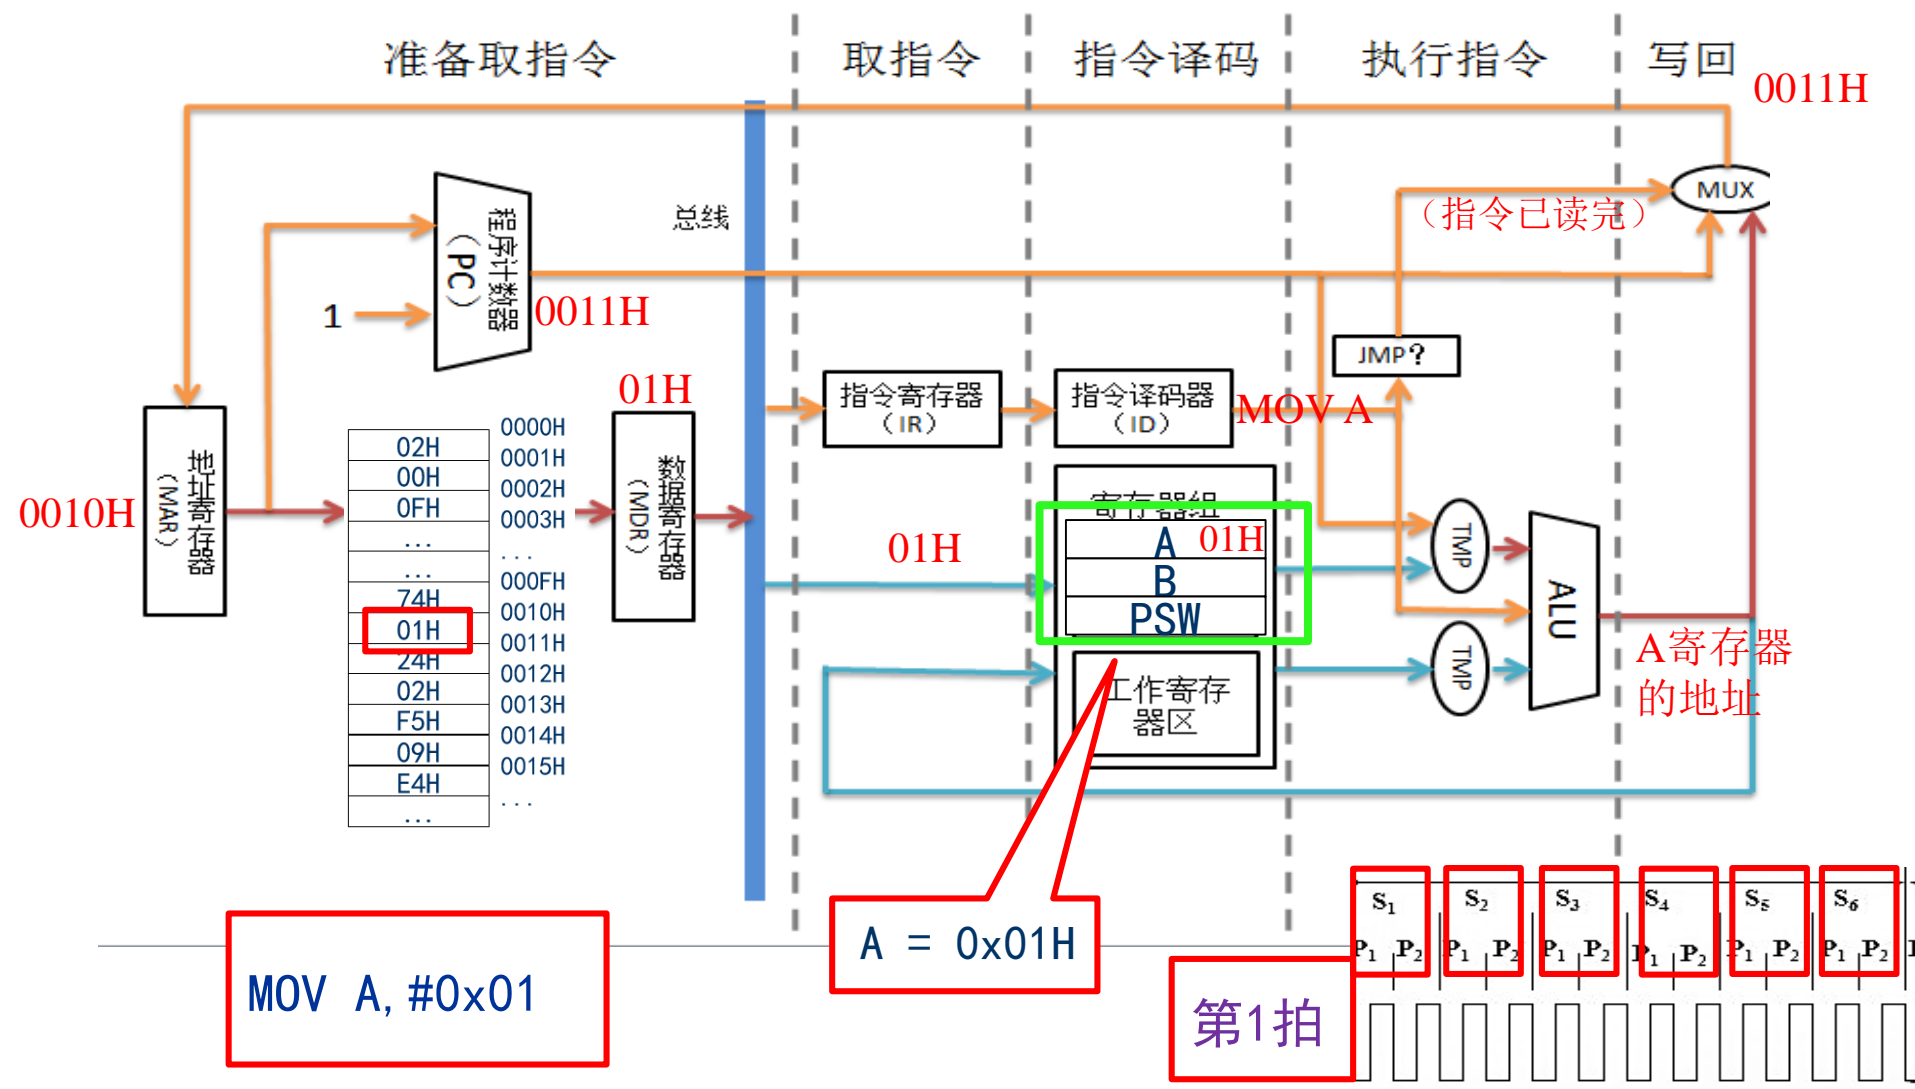 准备取指令
取指令
指令译码
执行指令
写回
0011H
MUX
（指令已读完）
总线
程序计数器
（PC）
1
0011H
JMP?
01H
指令寄存器
（IR）
指令译码器
（ID）
MOV A
0010H
地址寄存器
（MAR）
02H
00H
0FH
...
...
74H
01H
24H
02H
F5H
09H
E4H
...
0000H
0001H
0002H
0003H
...
000FH
0010H
0011H
0012H
0013H
0014H
0015H
...
数据寄存器
（MDR）
01H
寄存器组
A
01H
B
PSW
工作寄存
器区
TMP
TMP
ALU
A寄存器
的地址
A = 0x01H
MOV A,#0x01
第1拍
S1 S2 S3 S4 S5 S6
P1 P2 P1 P2 P1 P2 P1 P2 P1 P2 P1 P2